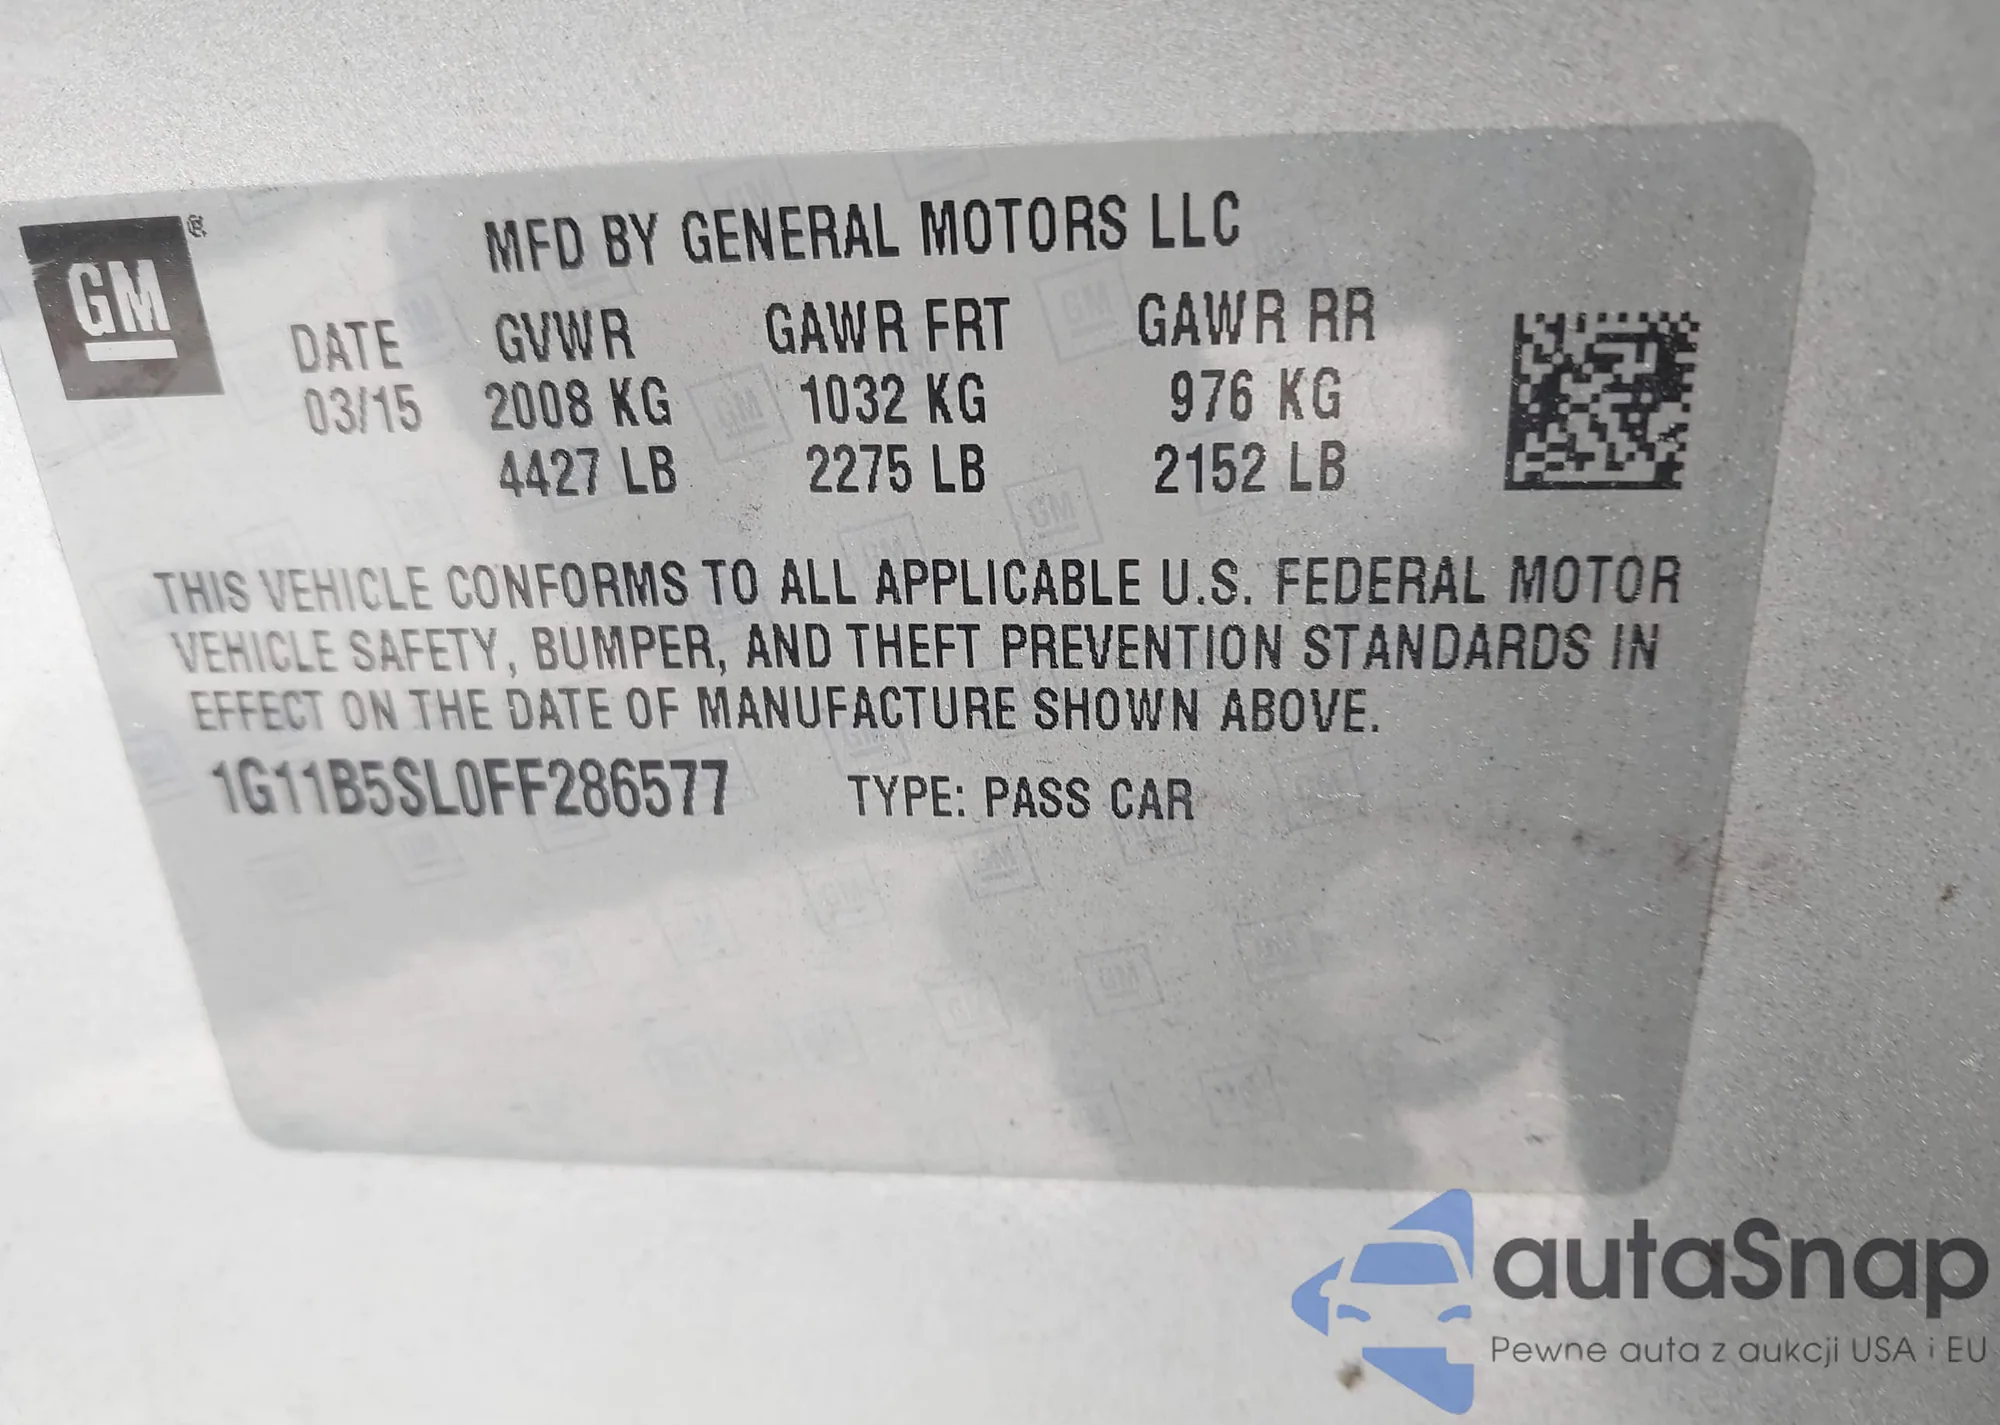 GM ®
MFD BY GENERAL MOTORS LLC
DATE GVWR GAWR FRT GAWR RR
03/15 2008 KG 1032 KG 976 KG
4427 LB 2275 LB 2152 LB
THIS VEHICLE CONFORMS TO ALL APPLICABLE U.S. FEDERAL MOTOR
VEHICLE SAFETY, BUMPER, AND THEFT PREVENTION STANDARDS IN
EFFECT ON THE DATE OF MANUFACTURE SHOWN ABOVE.
1G11B5SL0FF286577 TYPE: PASS CAR
autaSnap
Pewne auta z aukcji USA i EU